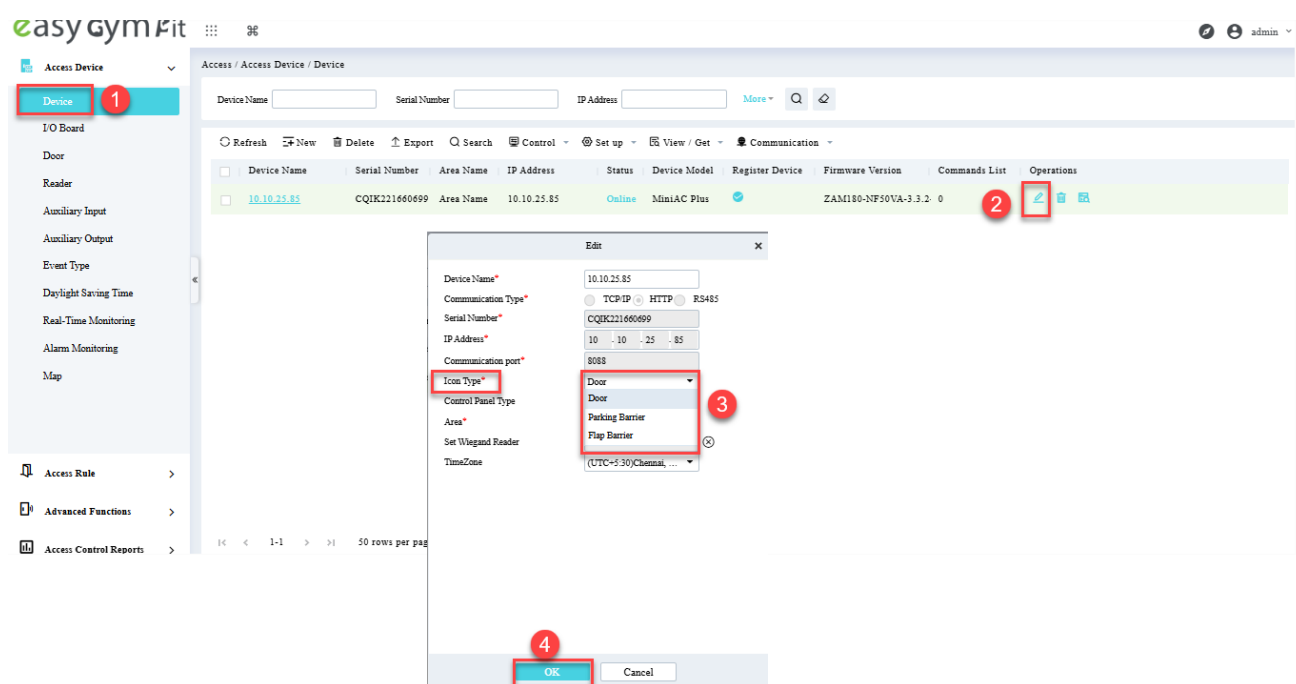 easy Gym Fit
admin
Access Device
Access / Access Device / Device
Device 1
Device Name Serial Number IP Address More
I/O Board
Door
Reader
Auxiliary Input
Auxiliary Output
Event Type
Daylight Saving Time
Real-Time Monitoring
Alarm Monitoring
Map
Access Rule
Advanced Functions
Access Control Reports
Refresh New Delete Export Search Control Set up View / Get Communication
Device Name Serial Number Area Name IP Address Status Device Model Register Device Firmware Version Commands List Operations
10.10.25.85 CQIK221660699 Area Name 10.10.25.85 Online MiniAC Plus ZAM180-NF50VA-3.3.2- 0 2
Edit
Device Name* 10.10.25.85
Communication Type* TCP/IP HTTP RS485
Serial Number* CQIK221660699
IP Address* 10 . 10 . 25 . 85
Communication port* 8088
Icon Type* Door
Control Panel Type Door
3
Area* Parking Barrier
Set Wiegand Reader Flap Barrier
TimeZone (UTC+5:30)Chennai, ...
1-1 50 rows per pag
4
OK Cancel